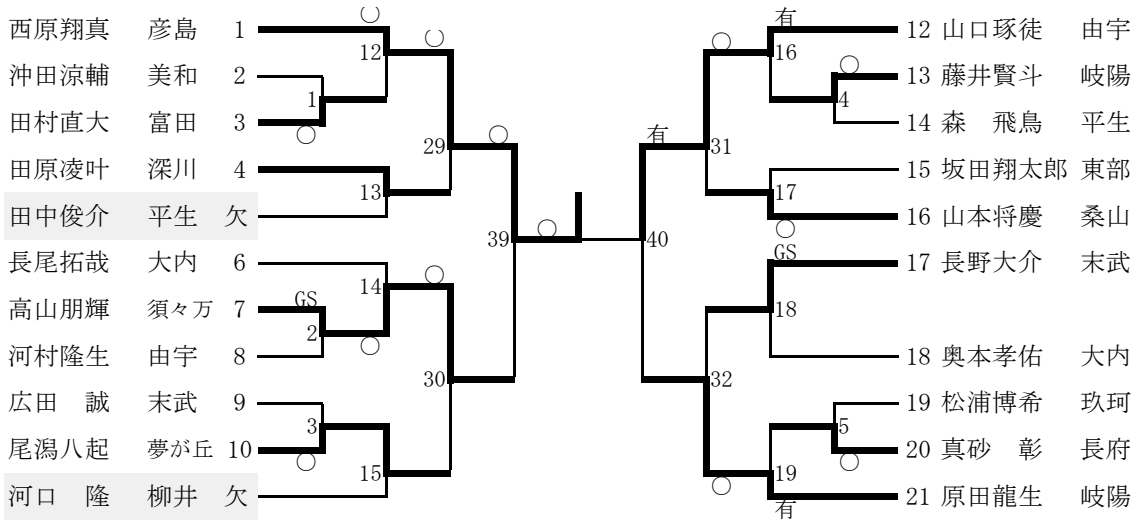 西原翔真 彦島 1
沖田涼輔 美和 2
田村直大 富田 3
田原凌叶 深川 4
田中俊介 平生 欠
長尾拓哉 大内 6
高山朋輝 須々万 7
河村隆生 由宇 8
広田 誠 末武 9
尾潟八起 夢が丘 10
河口 隆 柳井 欠
○
12
1
○
13
○
29
GS
2
14
○
○
3
○
15
30
○
39
○
有
40
○
31
有
16
○
4
17
○
GS
18
32
5
○
19
○
有
12 山口琢徒 由宇
13 藤井賢斗 岐陽
14 森 飛鳥 平生
15 坂田翔太郎 東部
16 山本将慶 桑山
17 長野大介 末武
18 奥本孝佑 大内
19 松浦博希 玖珂
20 真砂 彰 長府
21 原田龍生 岐陽